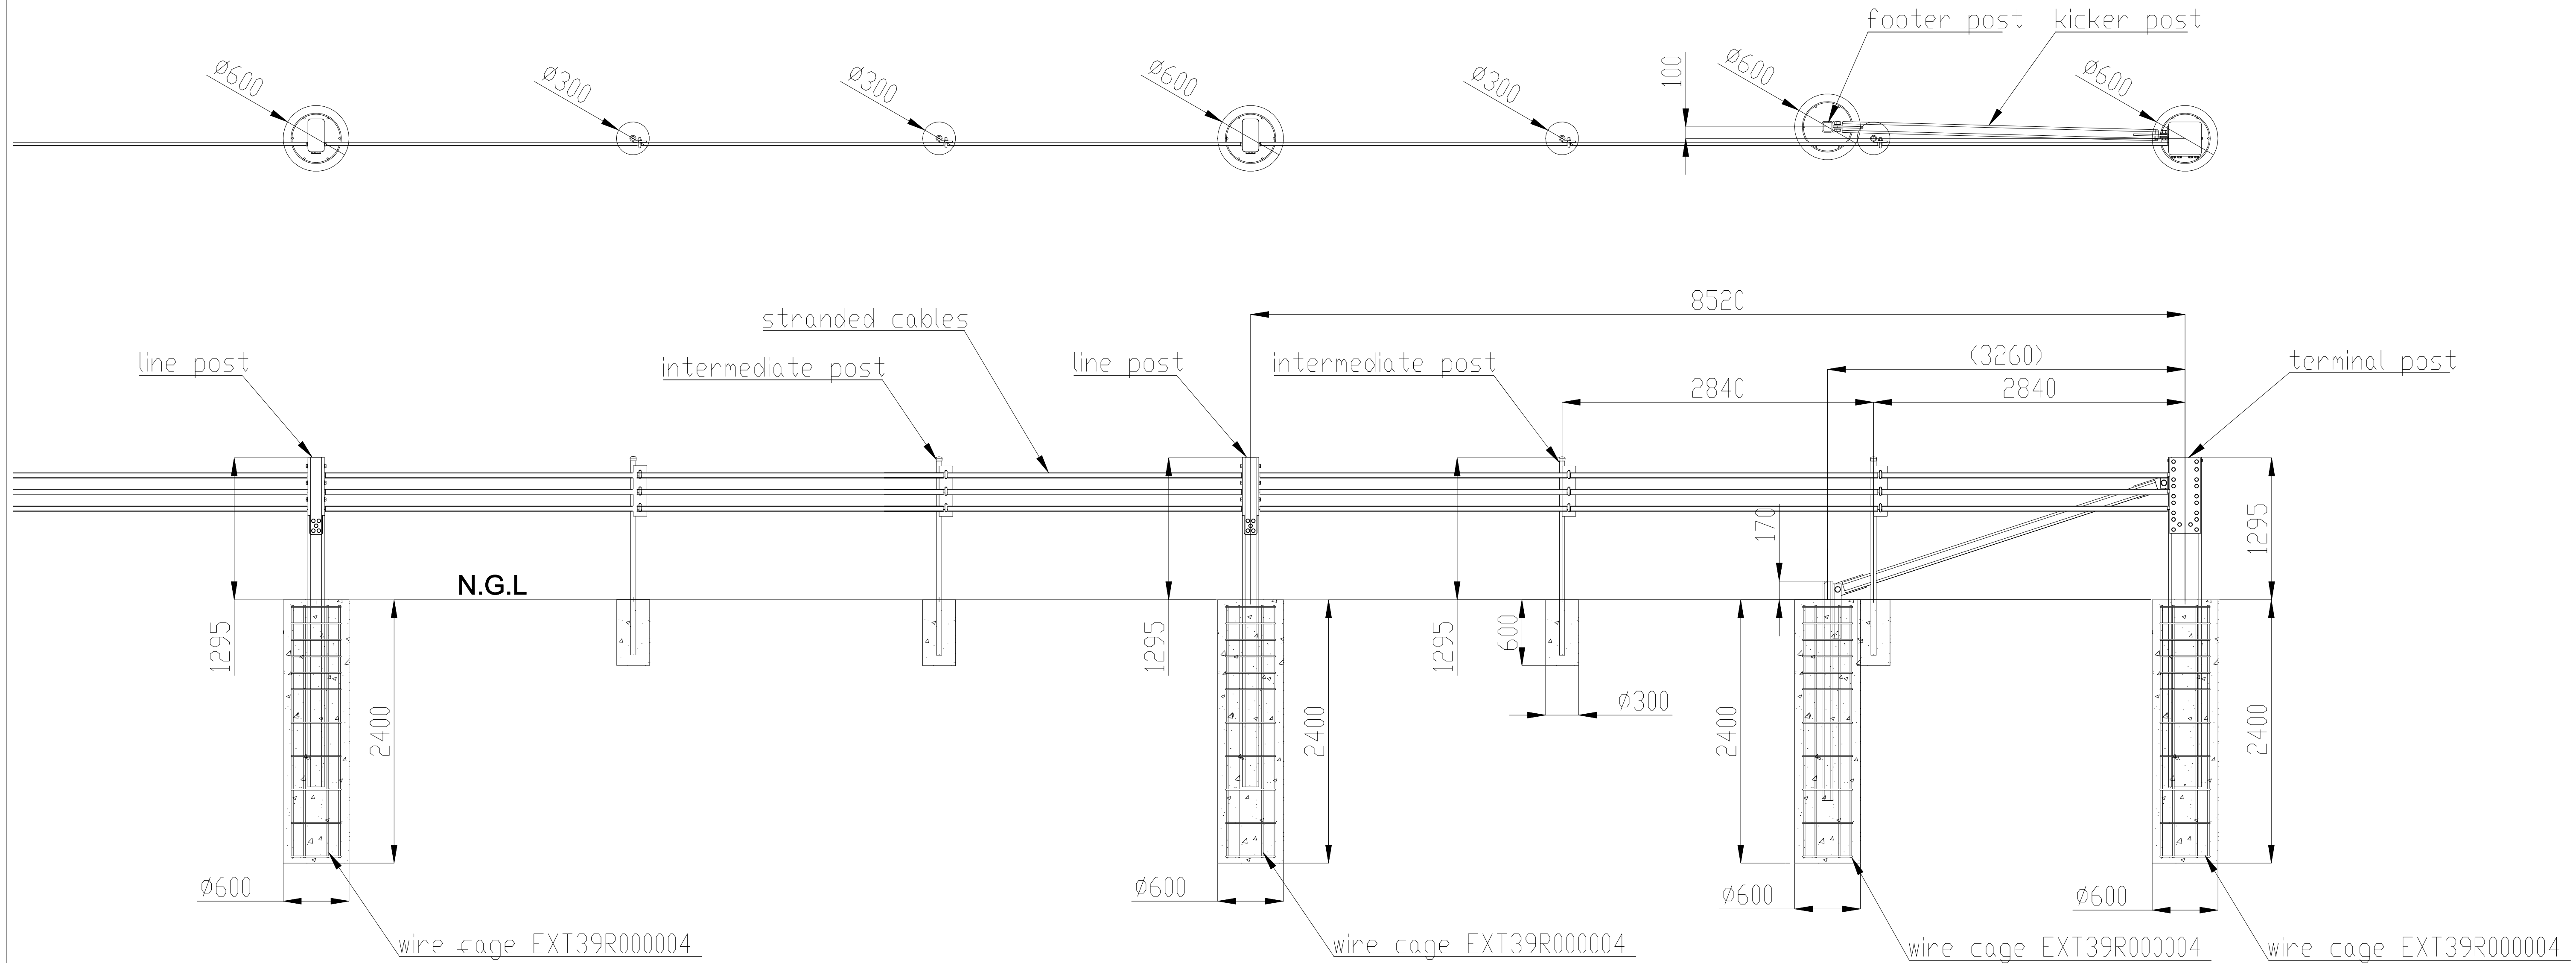 footer post
kicker post
Ø600
Ø300
Ø300
Ø600
Ø300
100
Ø600
Ø600
8520
stranded cables
line post
intermediate post
line post
intermediate post
(3260)
terminal post
2840
2840
1295
1295
1295
170
1295
N.G.L
600
2400
Ø300
2400
2400
2400
Ø600
Ø600
Ø600
Ø600
wire cage EXT39R000004
wire cage EXT39R000004
wire cage EXT39R000004
wire cage EXT39R000004